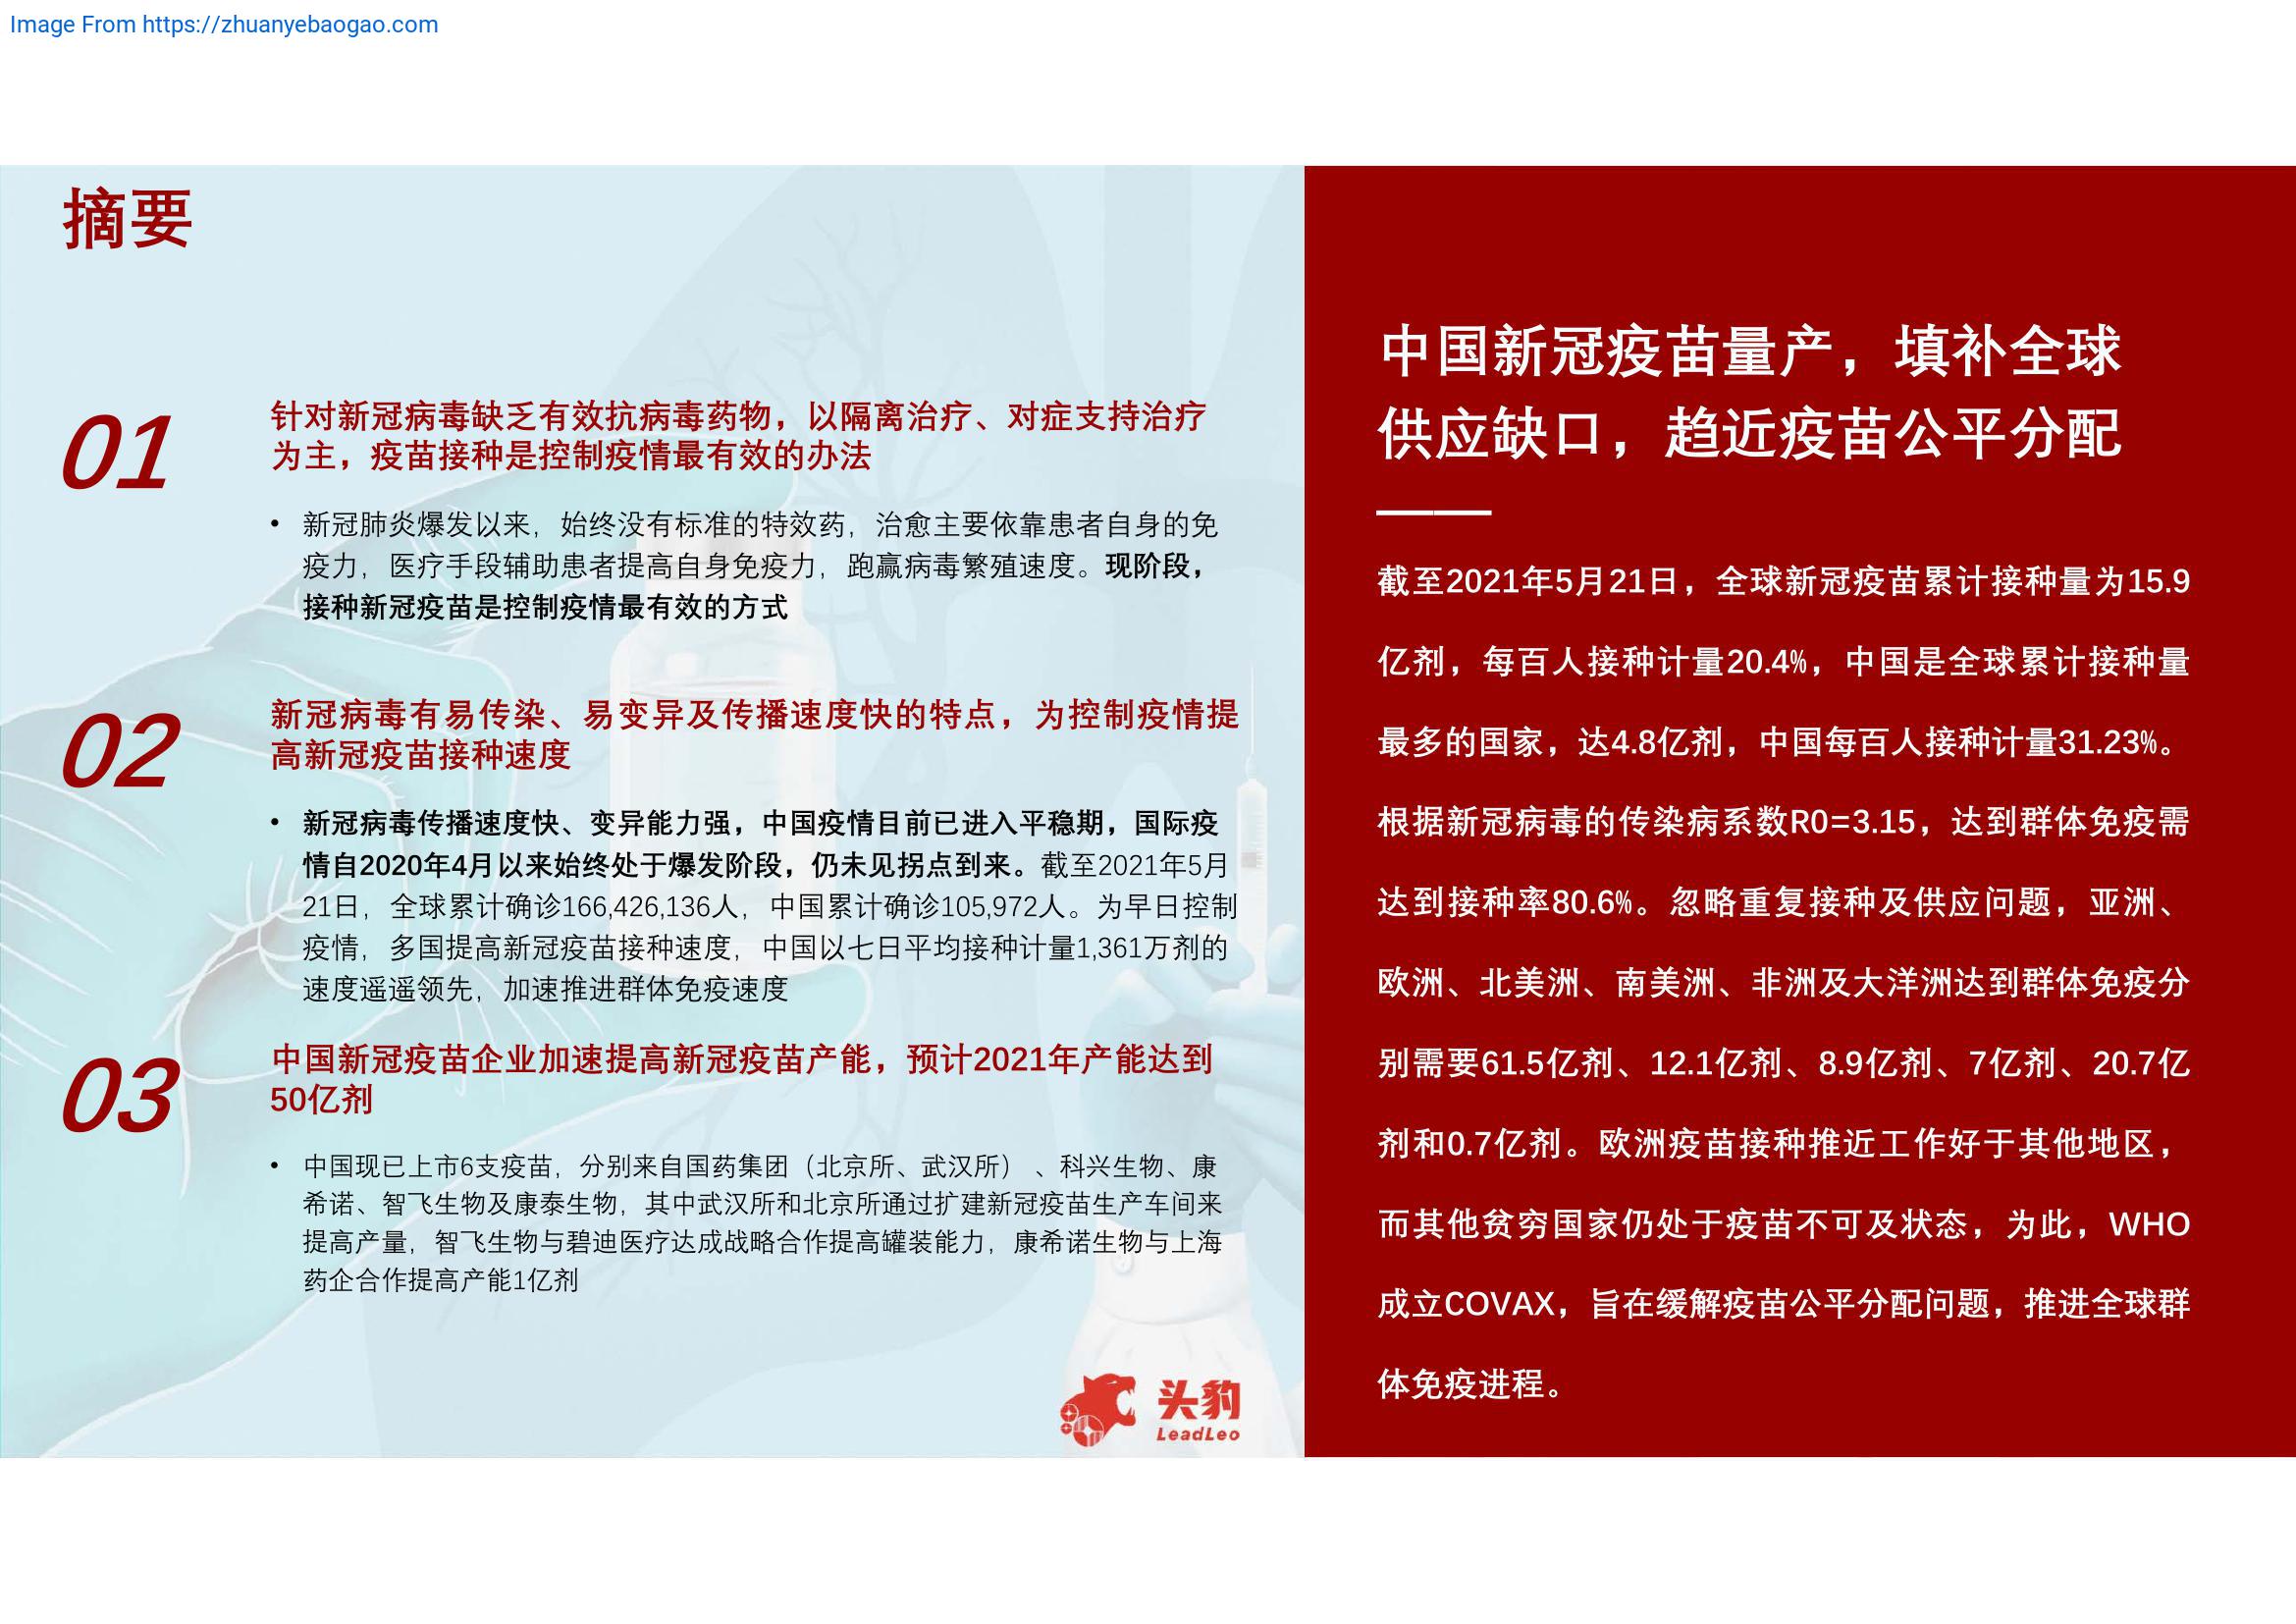 Image From https://zhuanyebaogao.com
摘要
01
针对新冠病毒缺乏有效抗病毒药物，以隔离治疗、对症支持治疗
为主，疫苗接种是控制疫情最有效的办法
• 新冠肺炎爆发以来，始终没有标准的特效药，治愈主要依靠患者自身的免
疫力，医疗手段辅助患者提高自身免疫力，跑赢病毒繁殖速度。现阶段，
接种新冠疫苗是控制疫情最有效的方式
02
新冠病毒有易传染、易变异及传播速度快的特点，为控制疫情提
高新冠疫苗接种速度
• 新冠病毒传播速度快、变异能力强，中国疫情目前已进入平稳期，国际疫
情自2020年4月以来始终处于爆发阶段，仍未见拐点到来。截至2021年5月
21日，全球累计确诊166,426,136人，中国累计确诊105,972人。为早日控制
疫情，多国提高新冠疫苗接种速度，中国以七日平均接种计量1,361万剂的
速度遥遥领先，加速推进群体免疫速度
03
中国新冠疫苗企业加速提高新冠疫苗产能，预计2021年产能达到
50亿剂
• 中国现已上市6支疫苗，分别来自国药集团（北京所、武汉所）、科兴生物、康
希诺、智飞生物及康泰生物，其中武汉所和北京所通过扩建新冠疫苗生产车间来
提高产量，智飞生物与碧迪医疗达成战略合作提高罐装能力，康希诺生物与上海
药企合作提高产能1亿剂
头豹
LeadLeo
中国新冠疫苗量产，填补全球
供应缺口，趋近疫苗公平分配
截至2021年5月21日，全球新冠疫苗累计接种量为15.9
亿剂，每百人接种计量20.4%，中国是全球累计接种量
最多的国家，达4.8亿剂，中国每百人接种计量31.23%。
根据新冠病毒的传染病系数R0=3.15，达到群体免疫需
达到接种率80.6%。忽略重复接种及供应问题，亚洲、
欧洲、北美洲、南美洲、非洲及大洋洲达到群体免疫分
别需要61.5亿剂、12.1亿剂、8.9亿剂、7亿剂、20.7亿
剂和0.7亿剂。欧洲疫苗接种推近工作好于其他地区，
而其他贫穷国家仍处于疫苗不可及状态，为此，WHO
成立COVAX，旨在缓解疫苗公平分配问题，推进全球群
体免疫进程。